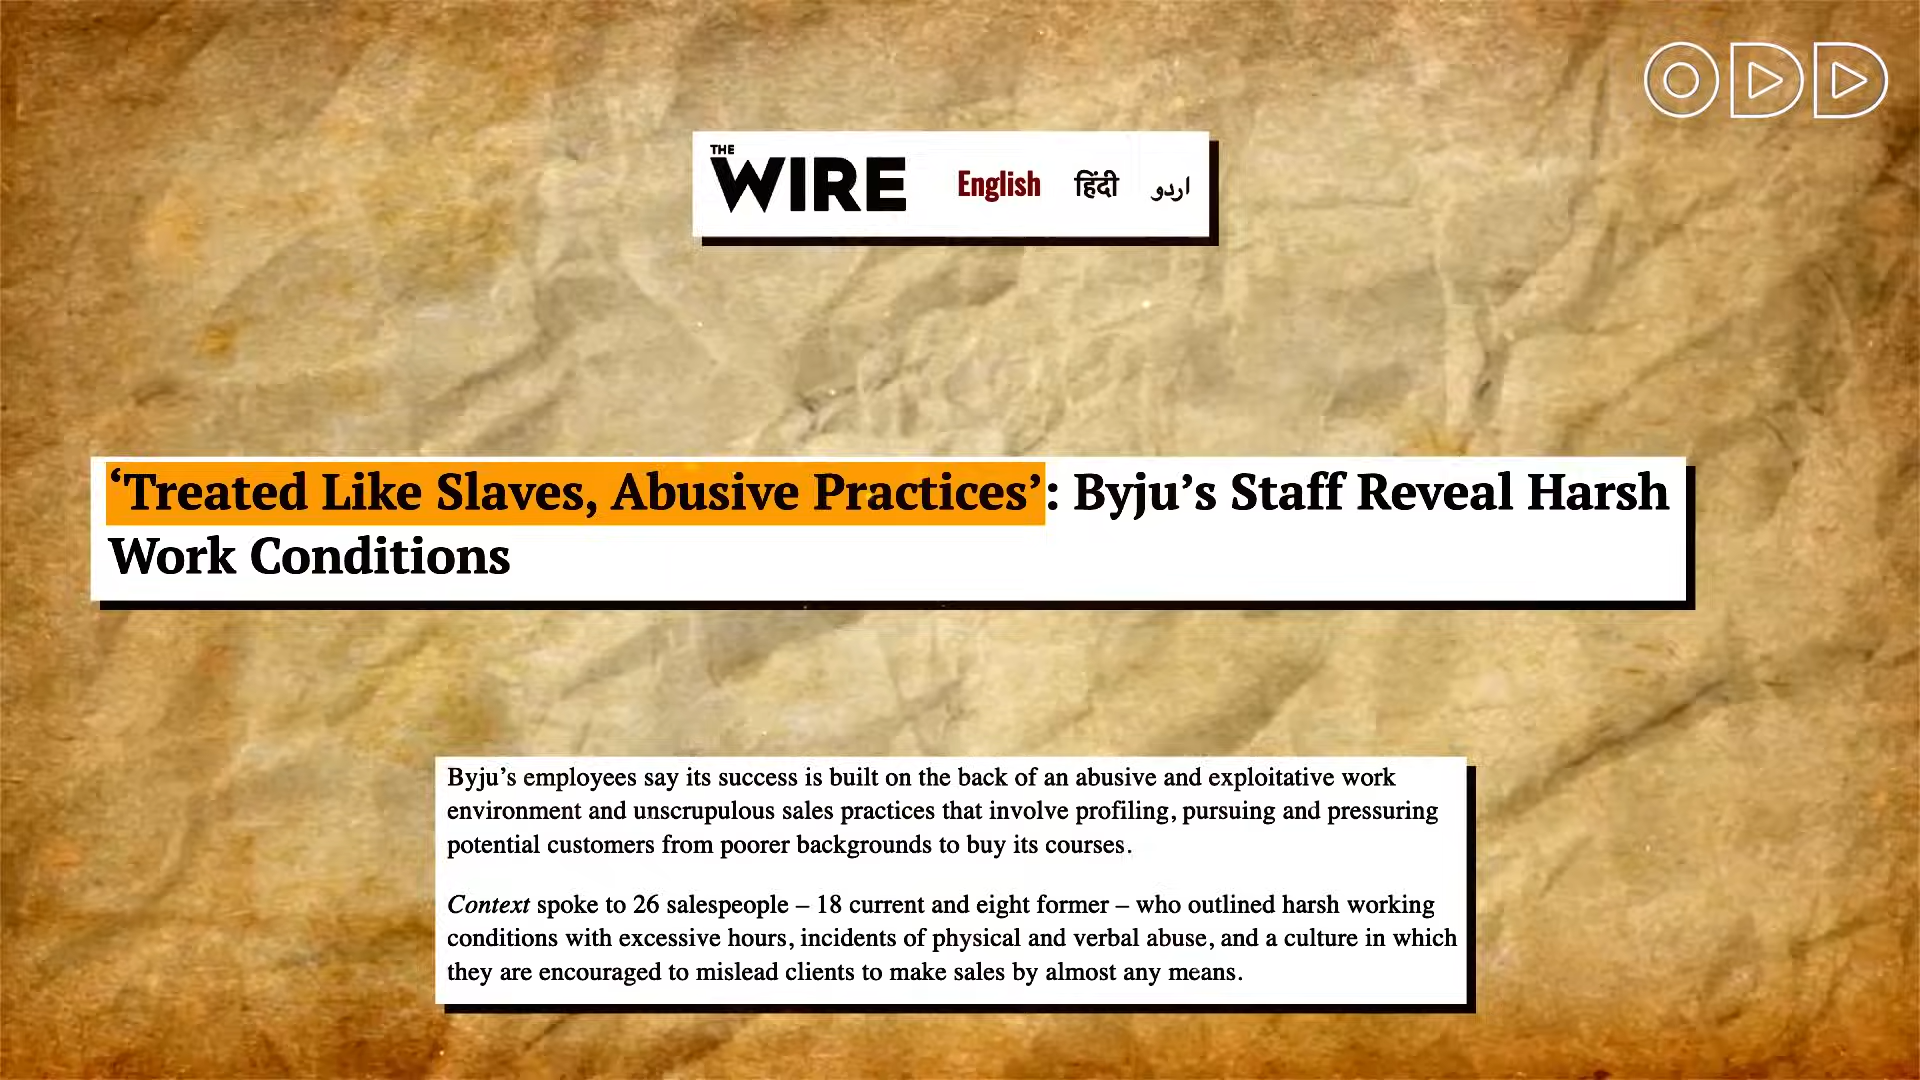 ODD
THE
WIRE English हिंदी اردو
‘Treated Like Slaves, Abusive Practices’: Byju’s Staff Reveal Harsh
Work Conditions
Byju’s employees say its success is built on the back of an abusive and exploitative work
environment and unscrupulous sales practices that involve profiling, pursuing and pressuring
potential customers from poorer backgrounds to buy its courses.
Context spoke to 26 salespeople – 18 current and eight former – who outlined harsh working
conditions with excessive hours, incidents of physical and verbal abuse, and a culture in which
they are encouraged to mislead clients to make sales by almost any means.